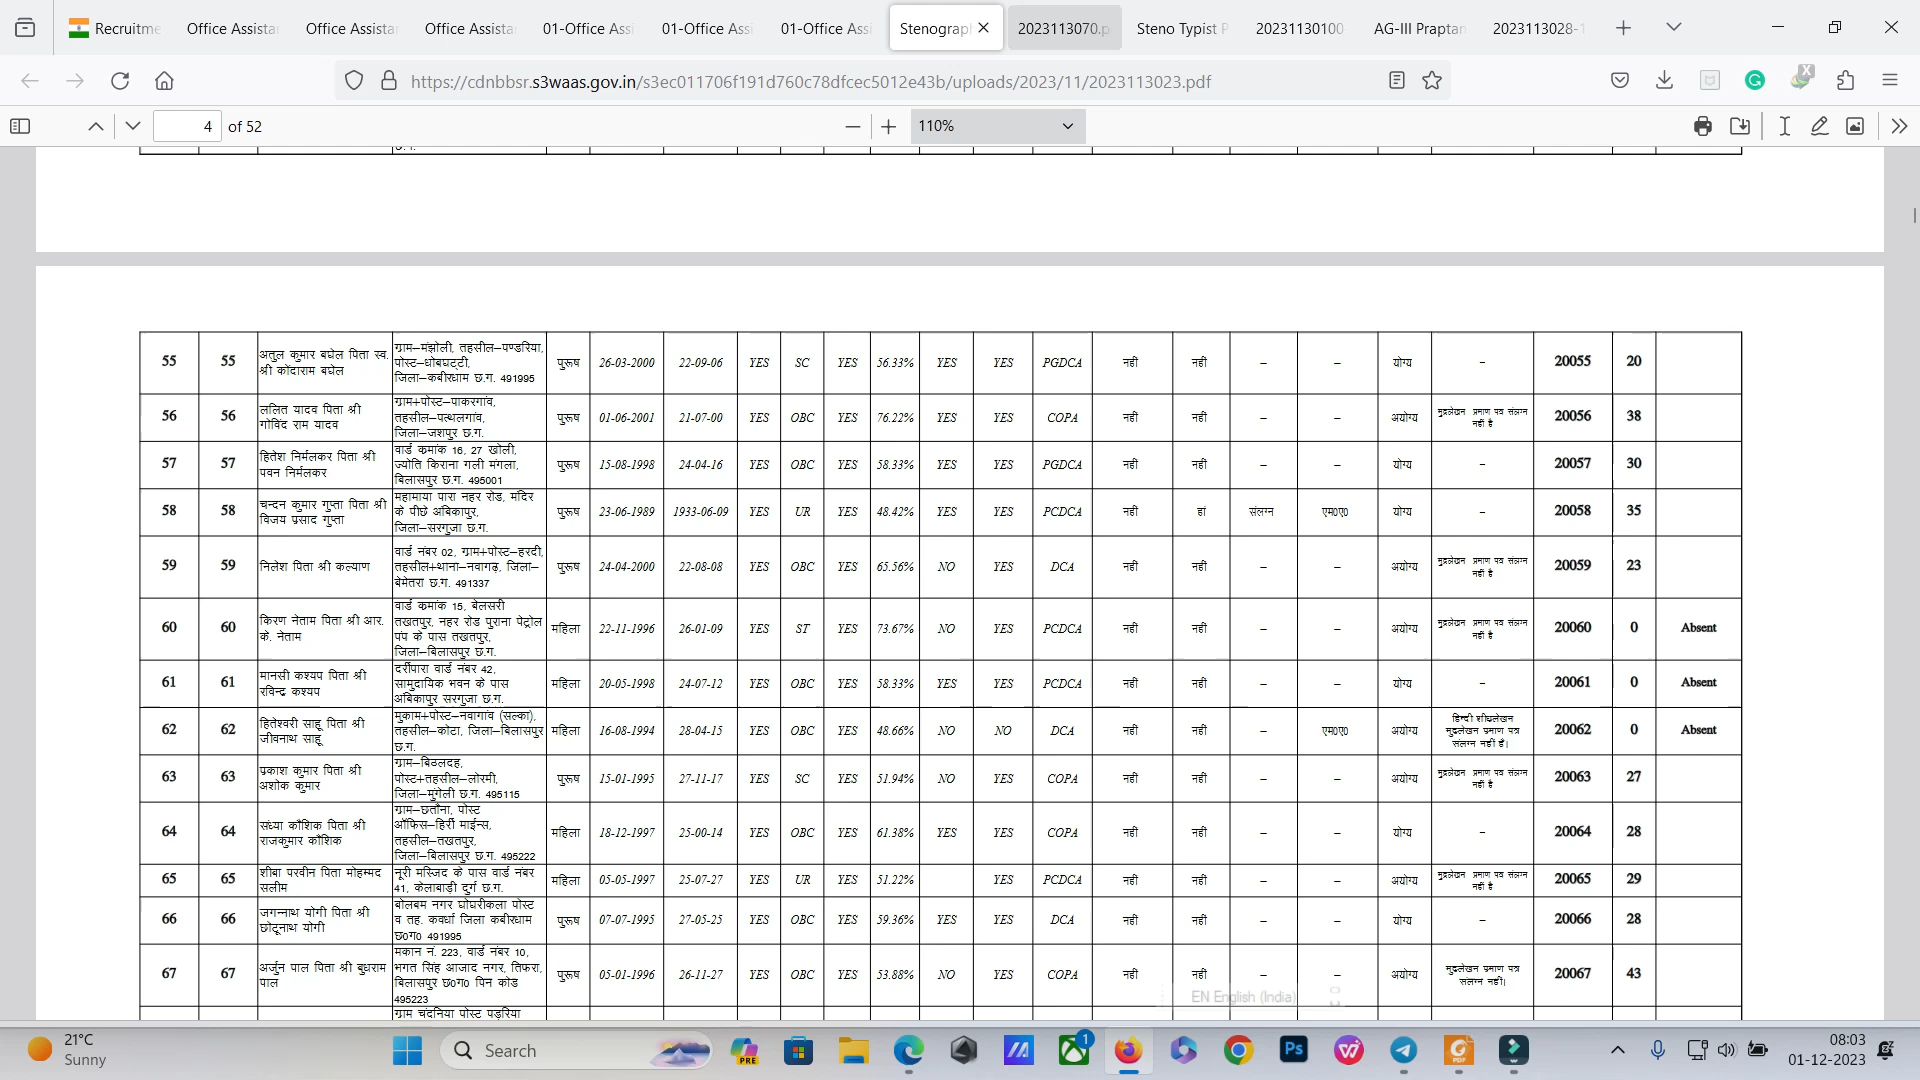 Recruitme
Office Assistan
Office Assistan
Office Assistan
01-Office Assi
01-Office Assi
01-Office Assi
Stenograph
2023113070.p
Steno Typist P
20231130100
AG-III Praptan
2023113028-1
https://cdnbbsr.s3waas.gov.in/s3ec011706f191d760c78dfcec5012e43b/uploads/2023/11/2023113023.pdf
4 of 52
110%
55 55 अतुल कुमार बघेल पिता स्व. श्री कोंदाराम बघेल ग्राम–मंझोली, तहसील–पण्डरिया, पोस्ट–धोबघट्टी, जिला–कबीरधाम छ.ग. 491995 पुरूष 26-03-2000 22-09-06 YES SC YES 56.33% YES YES PGDCA नहीं नहीं – – योग्य – 20055 20
56 56 ललित यादव पिता श्री गोविंद राम यादव ग्राम+पोस्ट–पाकरगांव, तहसील–पत्थलगांव, जिला–जशपुर छ.ग. पुरूष 01-06-2001 21-07-00 YES OBC YES 76.22% YES YES COPA नहीं नहीं – – अयोग्य मुद्रलेखन प्रमाण पत्र संलग्न नहीं है 20056 38
57 57 हितेश निर्मलकर पिता श्री पवन निर्मलकर वार्ड कमांक 16, 27 खोली, ज्योति किराना गली मंगला, बिलासपुर छ.ग. 495001 पुरूष 15-08-1998 24-04-16 YES OBC YES 58.33% YES YES PGDCA नहीं नहीं – – योग्य – 20057 30
58 58 चन्दन कुमार गुप्ता पिता श्री विजय प्रसाद गुप्ता महामाया पारा नहर रोड, मंदिर के पीछे अंबिकापुर, जिला–सरगुजा छ.ग. पुरूष 23-06-1989 1933-06-09 YES UR YES 48.42% YES YES PCDCA नहीं हां संलग्न एम0ए0 योग्य – 20058 35
59 59 निलेश पिता श्री कल्याण वार्ड नंबर 02, ग्राम+पोस्ट–हरदी, तहसील+थाना–नवागढ़, जिला–बेमेतरा छ.ग. 491337 पुरूष 24-04-2000 22-08-08 YES OBC YES 65.56% NO YES DCA नहीं नहीं – – अयोग्य मुद्रलेखन प्रमाण पत्र संलग्न नहीं है 20059 23
60 60 किरण नेताम पिता श्री आर. के. नेताम वार्ड कमांक 15, बेलसरी तखतपुर, नहर रोड पुराना पेट्रोल पंप के पास तखतपुर, जिला–बिलासपुर छ.ग. महिला 22-11-1996 26-01-09 YES ST YES 73.67% NO YES PCDCA नहीं नहीं – – अयोग्य मुद्रलेखन प्रमाण पत्र संलग्न नहीं है 20060 0 Absent
61 61 मानसी कश्यप पिता श्री रविन्द्र कश्यप दर्रीपारा वार्ड नंबर 42, सामुदायिक भवन के पास अंबिकापुर सरगुजा छ.ग. महिला 20-05-1998 24-07-12 YES OBC YES 58.33% YES YES PCDCA नहीं नहीं – – योग्य – 20061 0 Absent
62 62 हितेश्वरी साहू पिता श्री जीवनाथ साहू मुकाम+पोस्ट–नवागांव (सल्का), तहसील–कोटा, जिला–बिलासपुर छ.ग. महिला 16-08-1994 28-04-15 YES OBC YES 48.66% NO NO DCA नहीं नहीं – एम0ए0 अयोग्य हिन्दी शीघ्रलेखन मुद्रलेखन प्रमाण पत्र संलग्न नहीं है। 20062 0 Absent
63 63 प्रकाश कुमार पिता श्री अशोक कुमार ग्राम–बिठलदह, पोस्ट+तहसील–लोरमी, जिला–मुंगेली छ.ग. 495115 पुरूष 15-01-1995 27-11-17 YES SC YES 51.94% NO YES COPA नहीं नहीं – – अयोग्य मुद्रलेखन प्रमाण पत्र संलग्न नहीं है 20063 27
64 64 संध्या कौशिक पिता श्री राजकुमार कौशिक ग्राम–छतौना, पोस्ट ऑफिस–हिर्री माईन्स, तहसील–तखतपुर, जिला–बिलासपुर छ.ग. 495222 महिला 18-12-1997 25-00-14 YES OBC YES 61.38% YES YES COPA नहीं नहीं – – योग्य – 20064 28
65 65 शीबा परवीन पिता मोहम्मद सलीम नूरी मस्जिद के पास वार्ड नंबर 41, केलाबाड़ी दुर्ग छ.ग. महिला 05-05-1997 25-07-27 YES UR YES 51.22% YES PCDCA नहीं नहीं – – अयोग्य मुद्रलेखन प्रमाण पत्र संलग्न नहीं है 20065 29
66 66 जगन्नाथ योगी पिता श्री छोटूनाथ योगी बोलबम नगर घोघरीकला पोस्ट व तह. कवर्धा जिला कबीरधाम छ0ग0 491995 पुरूष 07-07-1995 27-05-25 YES OBC YES 59.36% YES YES DCA नहीं नहीं – – योग्य – 20066 28
67 67 अर्जुन पाल पिता श्री बुधराम पाल मकान नं. 223, वार्ड नंबर 10, भगत सिंह आजाद नगर, तिफरा, बिलासपुर छ0ग0 पिन कोड 495223 पुरूष 05-01-1996 26-11-27 YES OBC YES 53.88% NO YES COPA नहीं नहीं – – अयोग्य मुद्रलेखन प्रमाण पत्र संलग्न नहीं। 20067 43
ग्राम चंदनिया पोस्ट पड़रिया
EN English (India)
21°C
Sunny
Search
PRE
1
Ps
08:03
01-12-2023